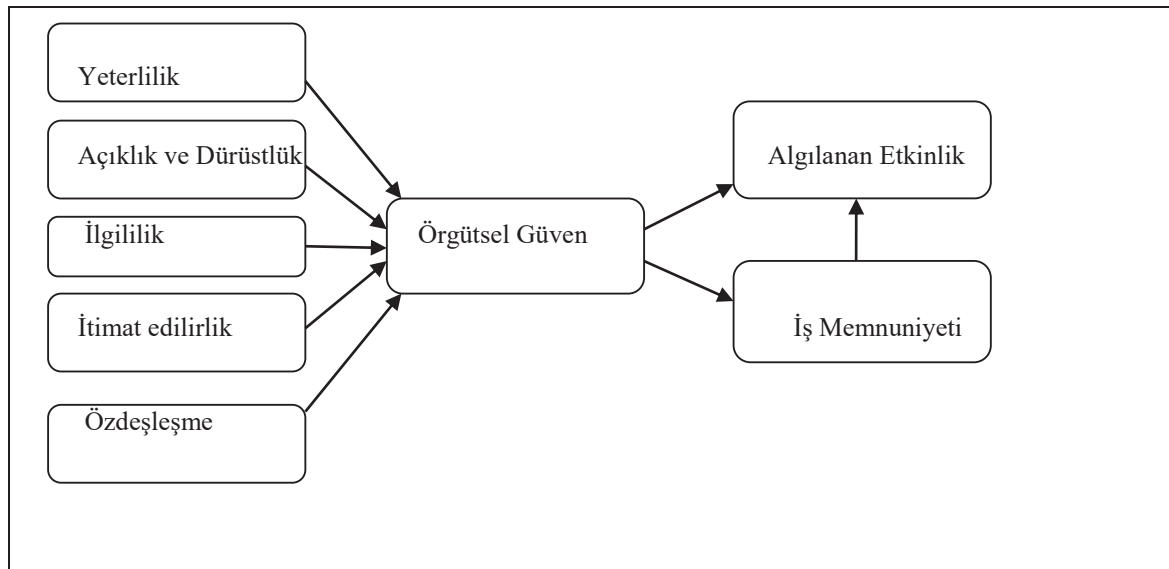 Yeterlilik
Açıklık ve Dürüstlük
İlgililik
İtimat edilirlik
Özdeşleşme
Örgütsel Güven
Algılanan Etkinlik
İş Memnuniyeti